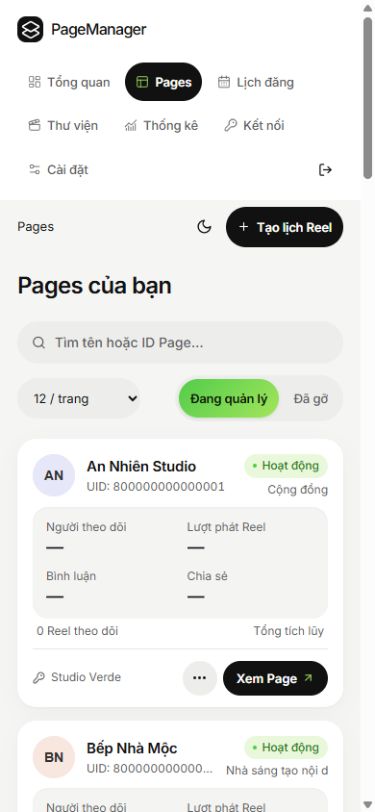 PageManager
Tổng quan
Pages
Lịch đăng
Thư viện
Thống kê
Kết nối
Cài đặt
Pages
+ Tạo lịch Reel
Pages của bạn
Tìm tên hoặc ID Page...
12 / trang
Đang quản lý
Đã gỡ
AN
An Nhiên Studio
Hoạt động
UID: 800000000000001
Cộng đồng
Người theo dõi
Lượt phát Reel
—
—
Bình luận
Chia sẻ
—
—
0 Reel theo dõi
Tổng tích lũy
Studio Verde
Xem Page
BN
Bếp Nhà Mộc
Hoạt động
UID: 80000000000...
Nhà sáng tạo nội d
Người theo dõi
Lượt phát Reel